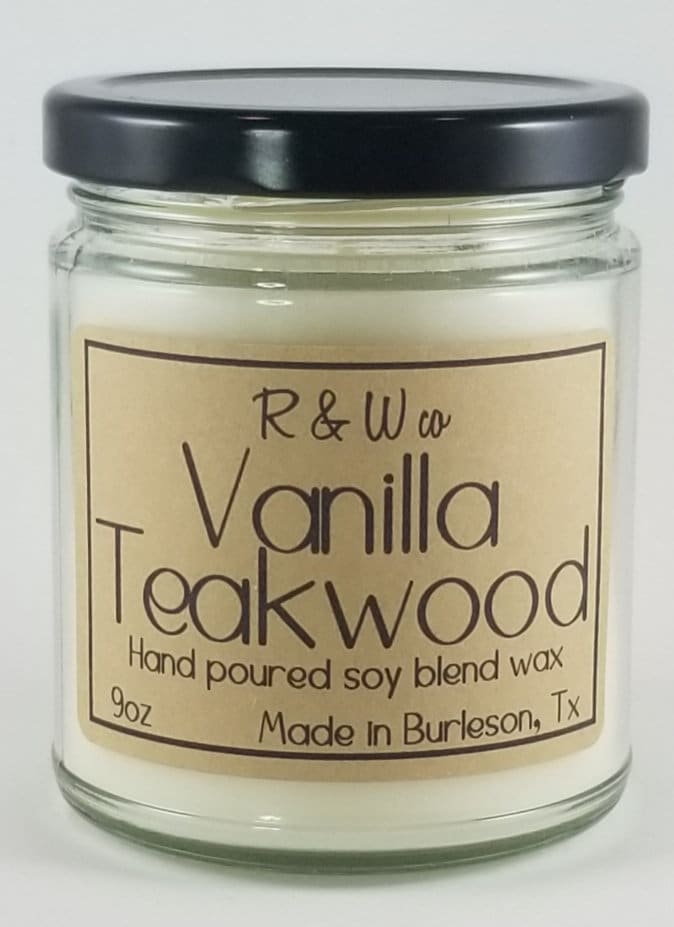 R & W co
Vanilla
Teakwood
Hand poured soy blend wax
9oz Made in Burleson, Tx